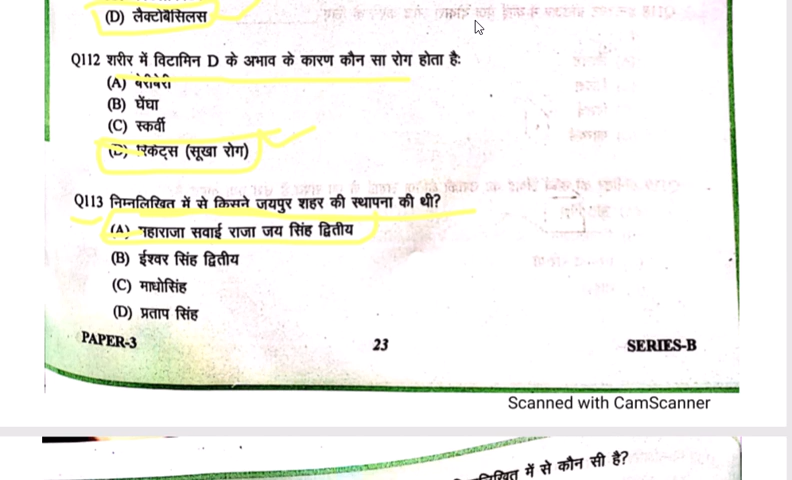 (D) लैक्टोबेसिलस
Q112 शरीर में विटामिन D के अभाव के कारण कौन सा रोग होता है:
(A) बेरीबेरी
(B) घेंघा
(C) स्कर्वी
(D) रिकेट्स (सूखा रोग)
Q113 निम्नलिखित में से किसने जयपुर शहर की स्थापना की थी?
(A) महाराजा सवाई राजा जय सिंह द्वितीय
(B) ईश्वर सिंह द्वितीय
(C) माधोसिंह
(D) प्रताप सिंह
PAPER-3 23 SERIES-B
Scanned with CamScanner
में से कौन सी है?